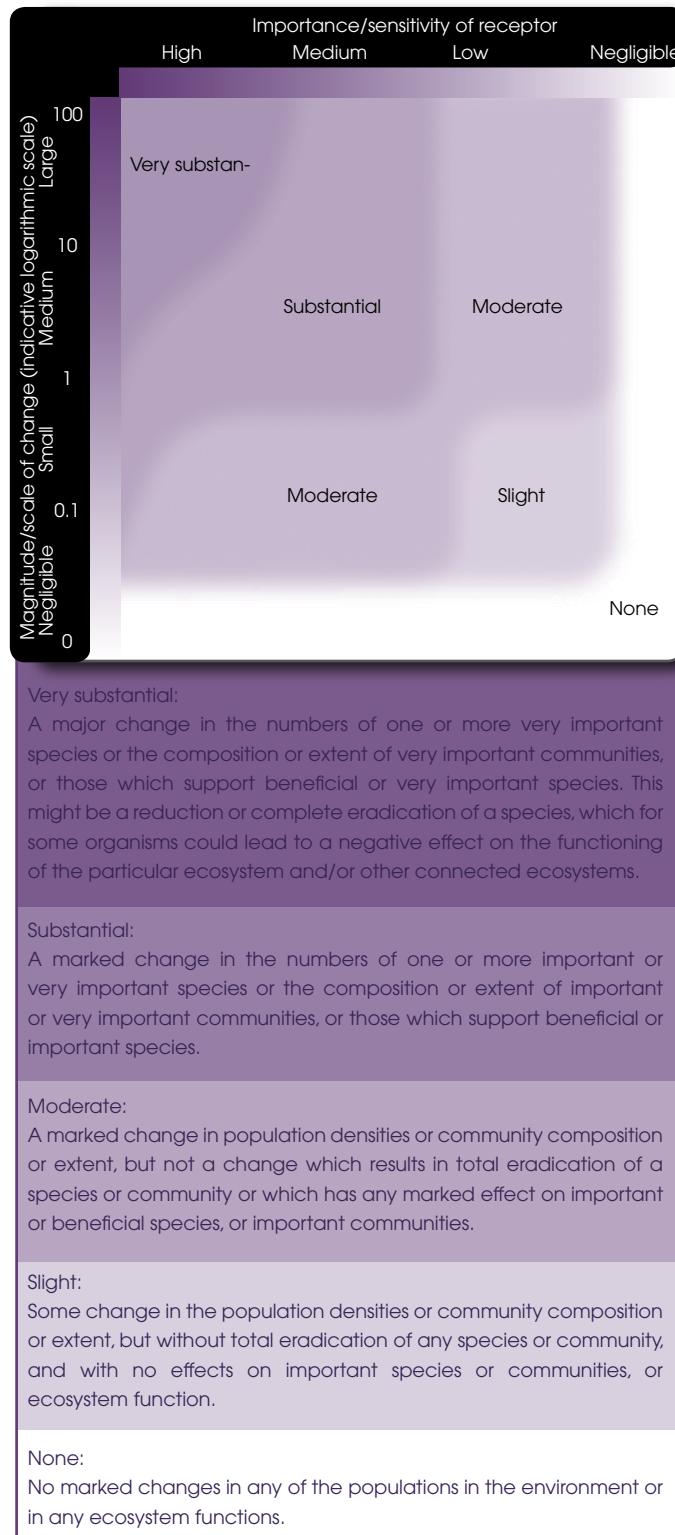 Importance/sensitivity of receptor
High Medium Low Negligible
Magnitude/scale of change (indicative logarithmic scale)
Large
Medium
Small
Negligible
100
10
1
0.1
0
Very substan-
Substantial
Moderate
Moderate
Slight
None
Very substantial:
A major change in the numbers of one or more very important
species or the composition or extent of very important communities,
or those which support beneficial or very important species. This
might be a reduction or complete eradication of a species, which for
some organisms could lead to a negative effect on the functioning
of the particular ecosystem and/or other connected ecosystems.
Substantial:
A marked change in the numbers of one or more important or
very important species or the composition or extent of important
or very important communities, or those which support beneficial or
important species.
Moderate:
A marked change in population densities or community composition
or extent, but not a change which results in total eradication of a
species or community or which has any marked effect on important
or beneficial species, or important communities.
Slight:
Some change in the population densities or community composition
or extent, but without total eradication of any species or community,
and with no effects on important species or communities, or
ecosystem function.
None:
No marked changes in any of the populations in the environment or
in any ecosystem functions.